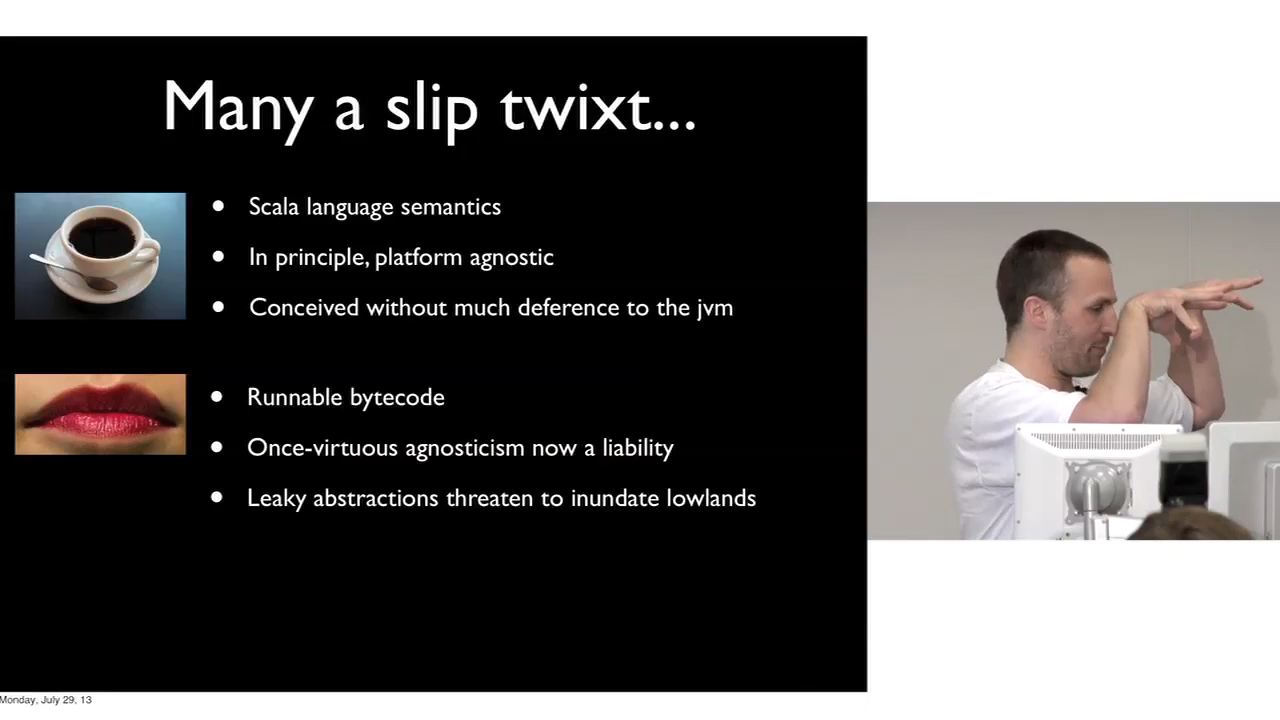 Many a slip twixt...
Scala language semantics
In principle, platform agnostic
Conceived without much deference to the jvm
Runnable bytecode
Once-virtuous agnosticism now a liability
Leaky abstractions threaten to inundate lowlands
Monday, July 29, 13